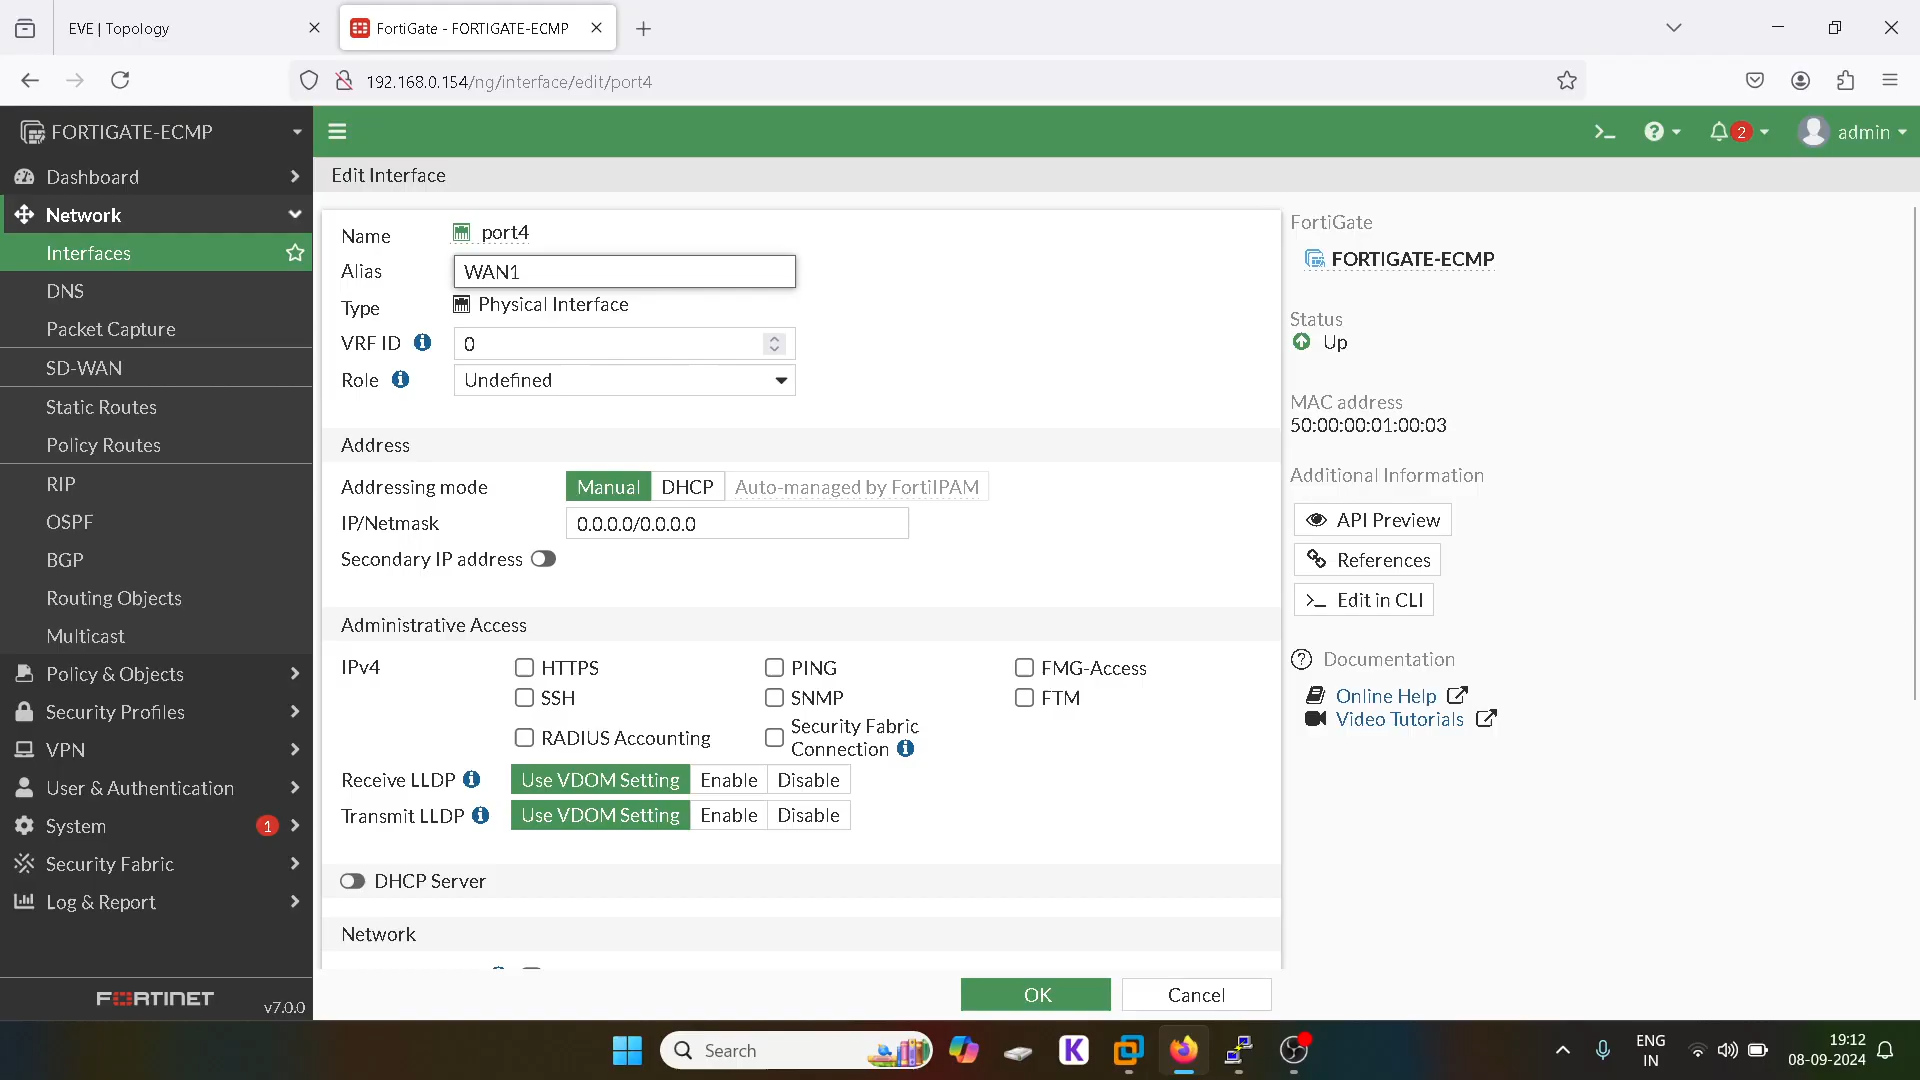 EVE | Topology
FortiGate - FORTIGATE-ECMP
192.168.0.154/ng/interface/edit/port4
FORTIGATE-ECMP
2
admin
Dashboard
Network
Interfaces
DNS
Packet Capture
SD-WAN
Static Routes
Policy Routes
RIP
OSPF
BGP
Routing Objects
Multicast
Policy & Objects
Security Profiles
VPN
User & Authentication
System 1
Security Fabric
Log & Report
FORTINET v7.0.0
Edit Interface
Name port4
Alias WAN1
Type Physical Interface
VRF ID 0
Role Undefined
Address
Addressing mode Manual DHCP Auto-managed by FortiIPAM
IP/Netmask 0.0.0.0/0.0.0.0
Secondary IP address
Administrative Access
IPv4 HTTPS PING FMG-Access
SSH SNMP FTM
RADIUS Accounting Security Fabric
Connection
Receive LLDP Use VDOM Setting Enable Disable
Transmit LLDP Use VDOM Setting Enable Disable
DHCP Server
Network
OK Cancel
FortiGate
FORTIGATE-ECMP
Status
Up
MAC address
50:00:00:01:00:03
Additional Information
API Preview
References
Edit in CLI
Documentation
Online Help
Video Tutorials
Search
K
ENG
IN
19:12
08-09-2024